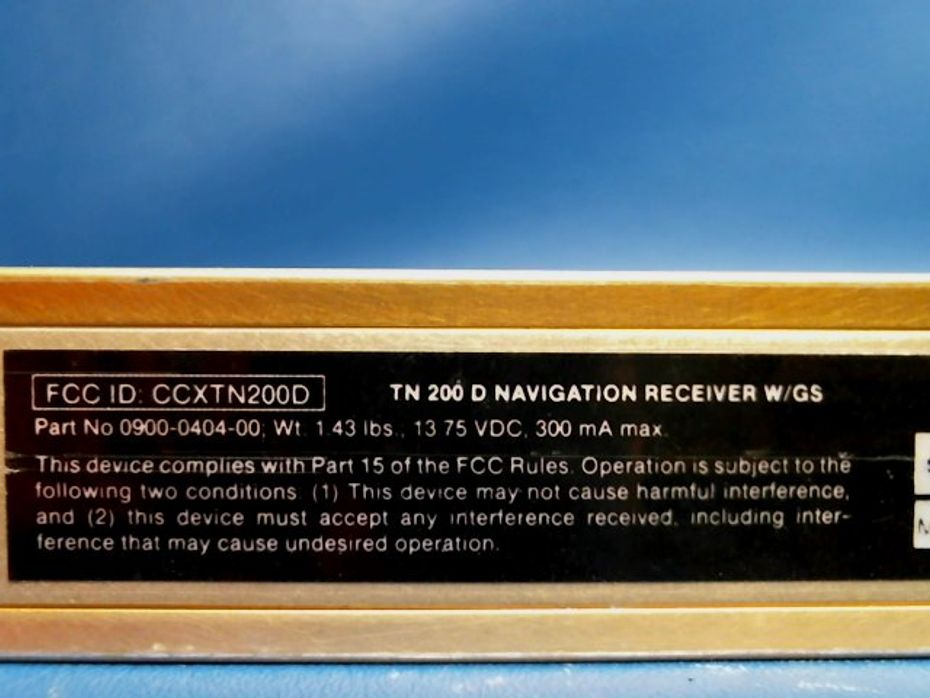 FCC ID: CCXTN200D
TN 200 D NAVIGATION RECEIVER W/GS
Part No 0900-0404-00, Wt. 1.43 lbs., 13.75 VDC, 300 mA max.
This device complies with Part 15 of the FCC Rules. Operation is subject to the
following two conditions: (1) This device may not cause harmful interference,
and (2) this device must accept any interference received, including inter-
ference that may cause undesired operation.